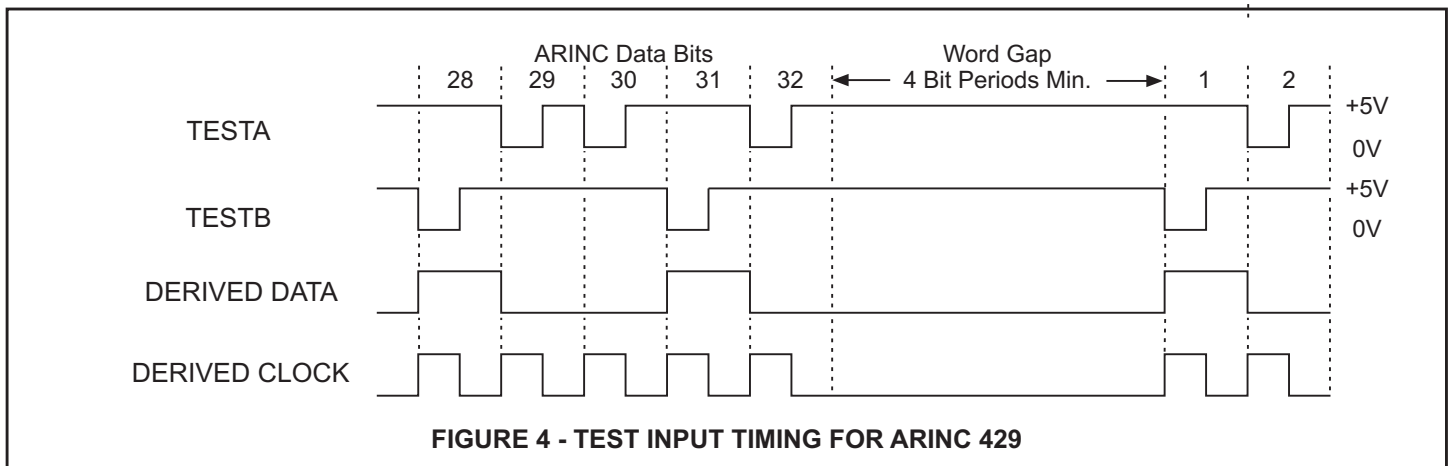 ARINC Data Bits
Word Gap
28 29 30 31 32 4 Bit Periods Min. 1 2
TESTA
+5V
0V
TESTB
+5V
0V
DERIVED DATA
DERIVED CLOCK
FIGURE 4 - TEST INPUT TIMING FOR ARINC 429